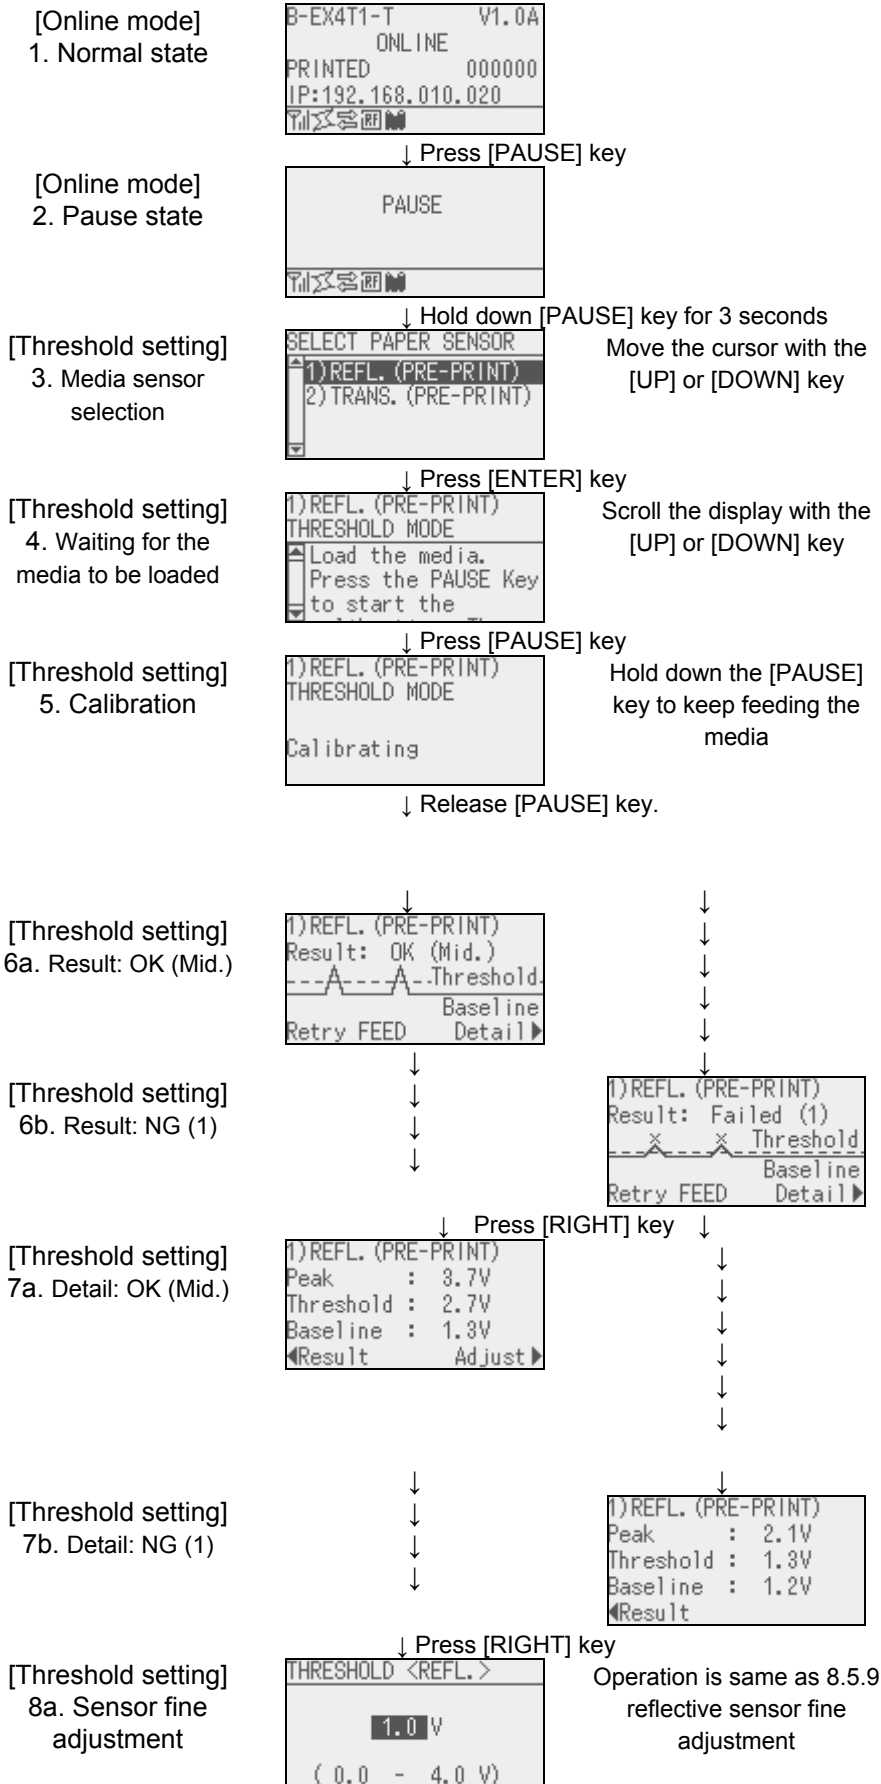 [Online mode]
1. Normal state
B-EX4T1-T V1.0A
ONLINE
PRINTED 000000
IP:192.168.010.020
RF
↓ Press [PAUSE] key
[Online mode]
2. Pause state
PAUSE
RF
↓ Hold down [PAUSE] key for 3 seconds
[Threshold setting]
3. Media sensor
selection
SELECT PAPER SENSOR
1)REFL.(PRE-PRINT)
2)TRANS.(PRE-PRINT)
Move the cursor with the
[UP] or [DOWN] key
↓ Press [ENTER] key
[Threshold setting]
4. Waiting for the
media to be loaded
1)REFL.(PRE-PRINT)
THRESHOLD MODE
Load the media.
Press the PAUSE Key
to start the
Scroll the display with the
[UP] or [DOWN] key
↓ Press [PAUSE] key
[Threshold setting]
5. Calibration
1)REFL.(PRE-PRINT)
THRESHOLD MODE
Calibrating
Hold down the [PAUSE]
key to keep feeding the
media
↓ Release [PAUSE] key.
[Threshold setting]
6a. Result: OK (Mid.)
1)REFL.(PRE-PRINT)
Result: OK (Mid.)
Threshold
Baseline
Retry FEED Detail▶
[Threshold setting]
6b. Result: NG (1)
1)REFL.(PRE-PRINT)
Result: Failed (1)
× × Threshold
Baseline
Retry FEED Detail▶
↓ Press [RIGHT] key ↓
[Threshold setting]
7a. Detail: OK (Mid.)
1)REFL.(PRE-PRINT)
Peak : 3.7V
Threshold : 2.7V
Baseline : 1.3V
◀Result Adjust▶
[Threshold setting]
7b. Detail: NG (1)
1)REFL.(PRE-PRINT)
Peak : 2.1V
Threshold : 1.3V
Baseline : 1.2V
◀Result
↓ Press [RIGHT] key
[Threshold setting]
8a. Sensor fine
adjustment
THRESHOLD <REFL.>
1.0 V
( 0.0 - 4.0 V)
Operation is same as 8.5.9
reflective sensor fine
adjustment